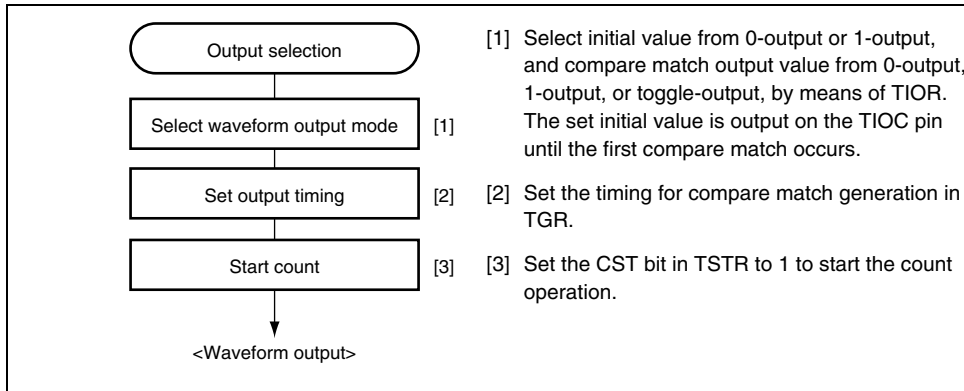 Output selection
Select waveform output mode [1]
Set output timing [2]
Start count [3]
<Waveform output>
[1] Select initial value from 0-output or 1-output,
and compare match output value from 0-output,
1-output, or toggle-output, by means of TIOR.
The set initial value is output on the TIOC pin
until the first compare match occurs.
[2] Set the timing for compare match generation in
TGR.
[3] Set the CST bit in TSTR to 1 to start the count
operation.